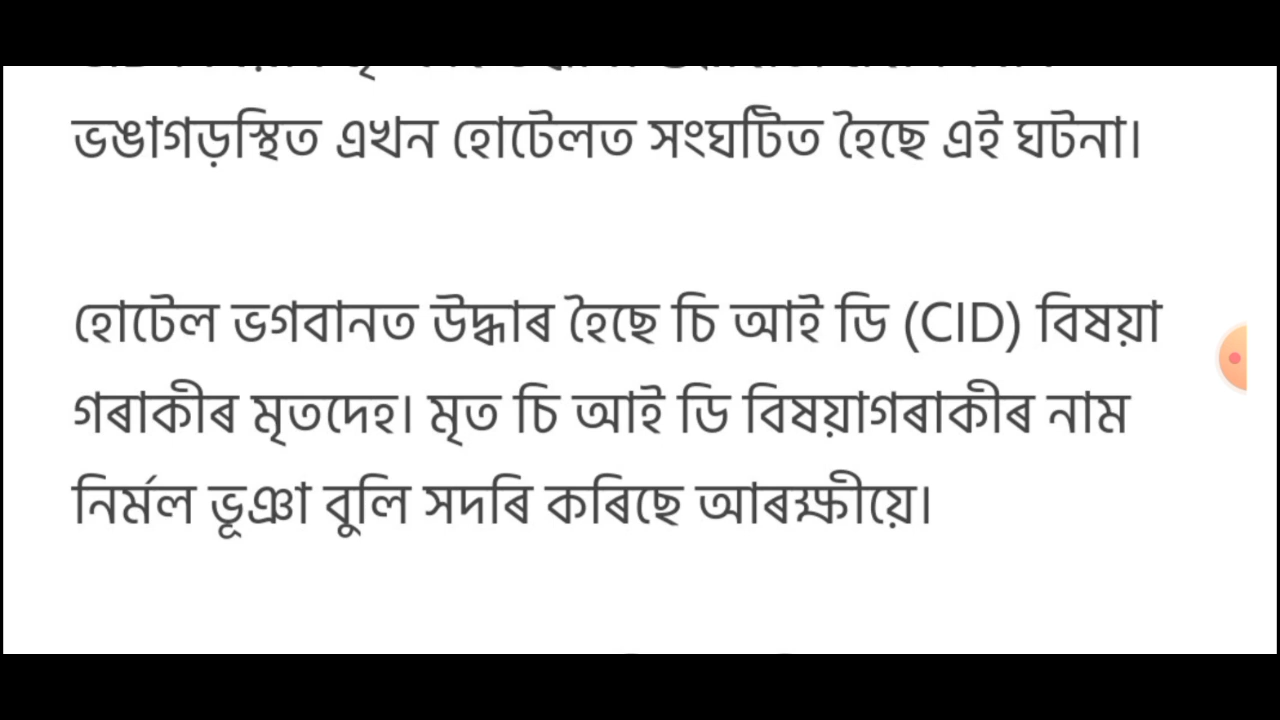 ভঙাগড়স্থিত এখন হোটেলত সংঘটিত হৈছে এই ঘটনা।
হোটেল ভগবানত উদ্ধাৰ হৈছে চি আই ডি (CID) বিষয়া
গৰাকীৰ মৃতদেহ। মৃত চি আই ডি বিষয়াগৰাকীৰ নাম
নিৰ্মল ভূঞা বুলি সদৰি কৰিছে আৰক্ষীয়ে।